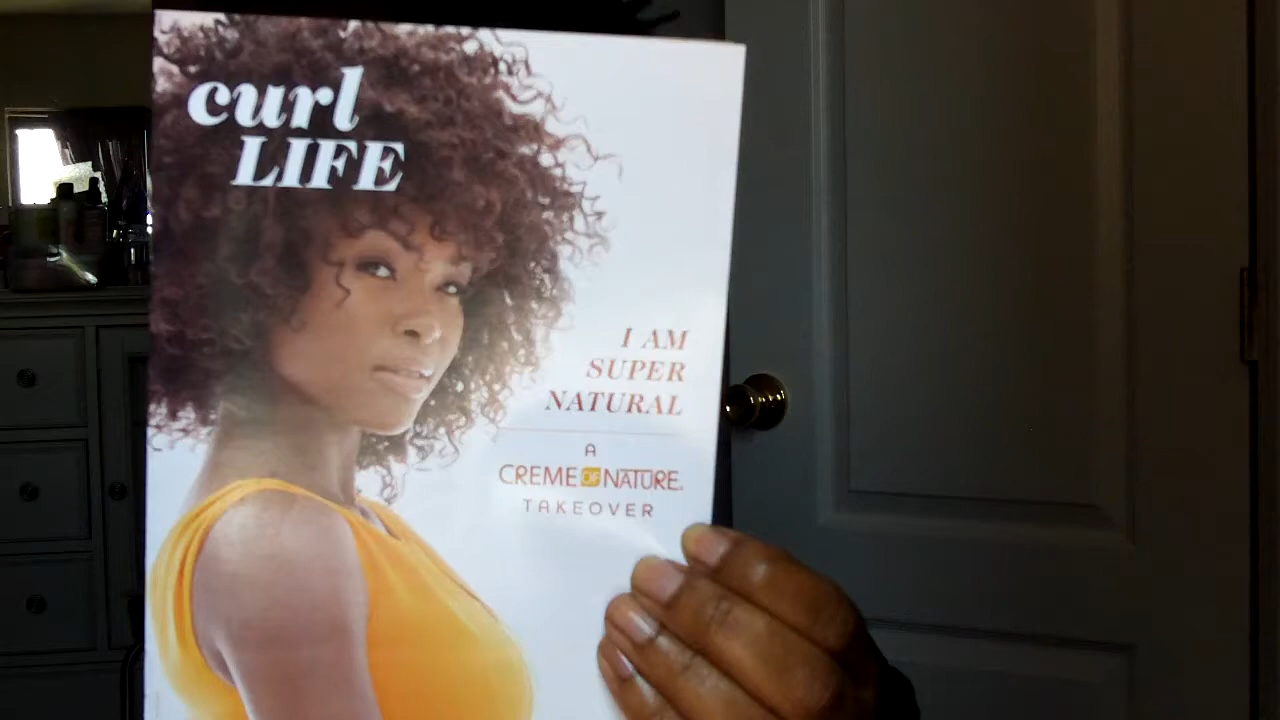 curl
LIFE
I AM
SUPER
NATURAL
A
CREME OF NATURE.
TAKEOVER